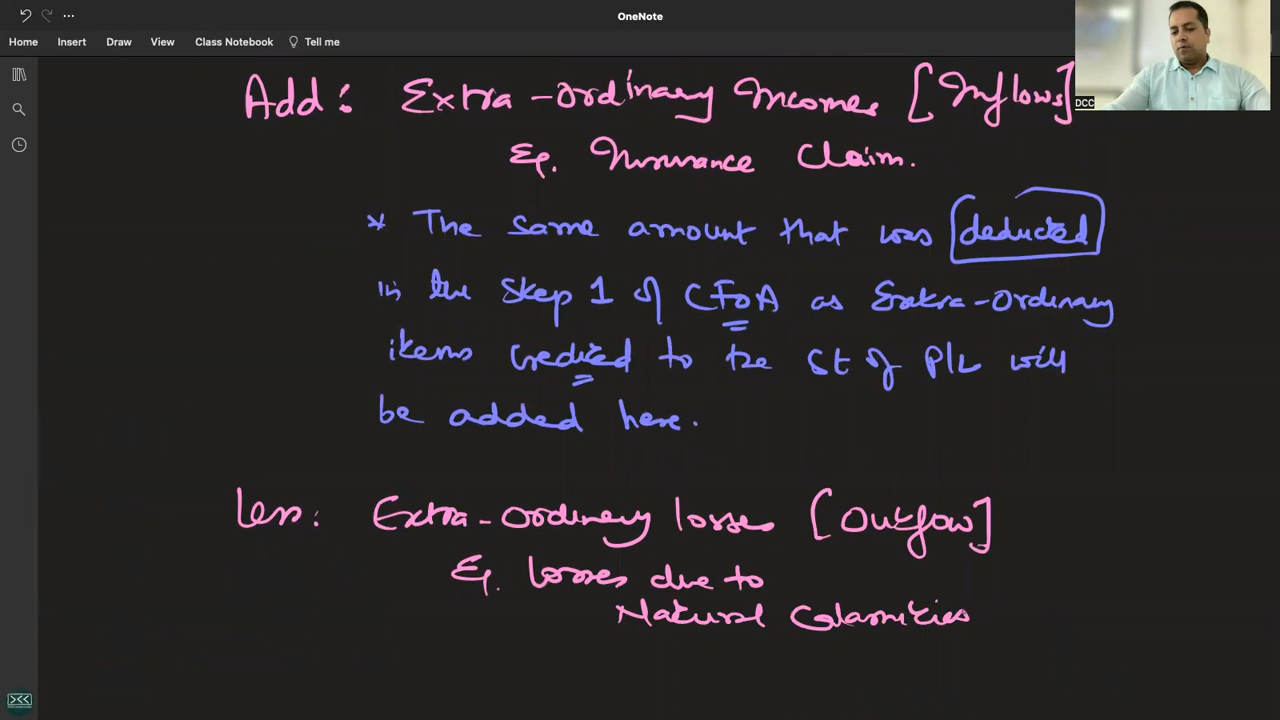 OneNote
Home Insert Draw View Class Notebook Tell me
DCC
Add: Extra-ordinary Incomes [Inflows]
Eg. Insurance Claim.
* The same amount that was deducted
in the Step 1 of CFOA as Extra-Ordinary
items credited to the St of P/L will
be added here.
Less: Extra-Ordinary losses [Outflow]
Eg. losses due to
Natural Calamities